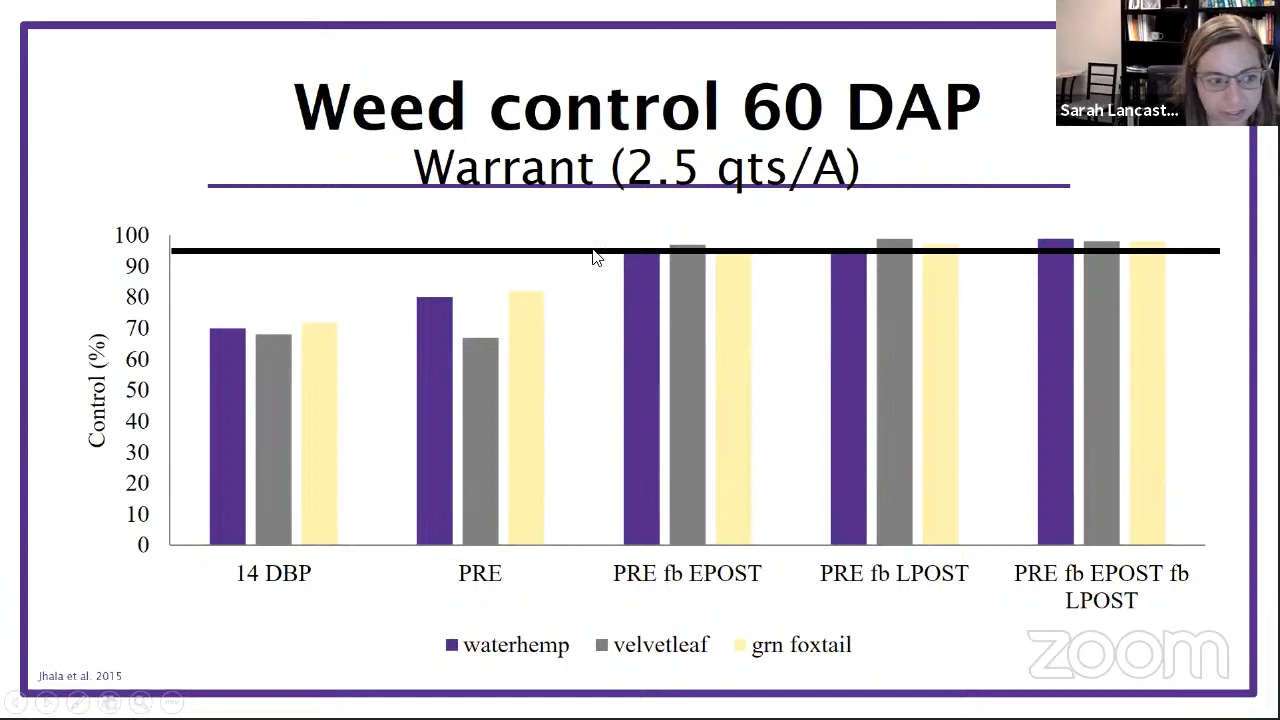 Weed control 60 DAP
Warrant (2.5 qts/A)
Sarah Lancast...
100
90
80
70
60
50
40
30
20
10
0
Control (%)
14 DBP
PRE
PRE fb EPOST
PRE fb LPOST
PRE fb EPOST fb
LPOST
waterhemp
velvetleaf
grn foxtail
Jhala et al. 2015
zoom